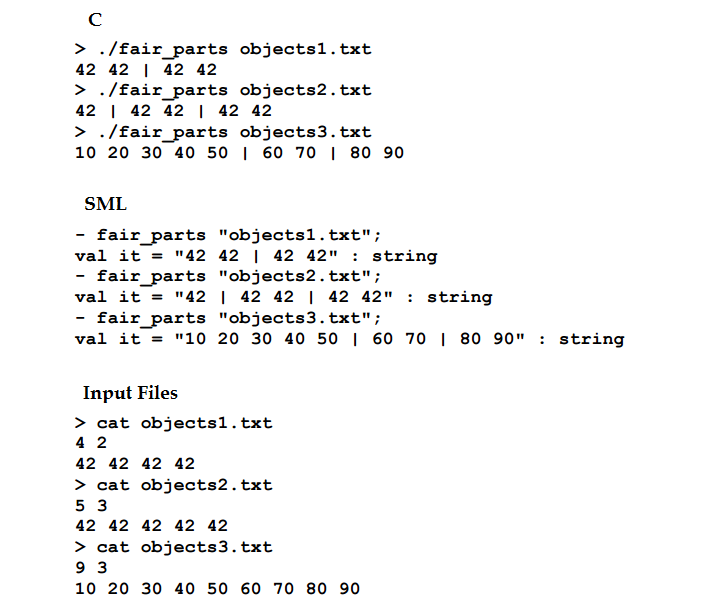 C
> ./fair_parts objects1.txt
42 42 | 42 42
> ./fair_parts objects2.txt
42 | 42 42 | 42 42
> ./fair_parts objects3.txt
10 20 30 40 50 | 60 70 | 80 90
SML
- fair_parts "objects1.txt";
val it = "42 42 | 42 42" : string
- fair_parts "objects2.txt";
val it = "42 | 42 42 | 42 42" : string
- fair_parts "objects3.txt";
val it = "10 20 30 40 50 | 60 70 | 80 90" : string
Input Files
> cat objects1.txt
4 2
42 42 42 42
> cat objects2.txt
5 3
42 42 42 42 42
> cat objects3.txt
9 3
10 20 30 40 50 60 70 80 90